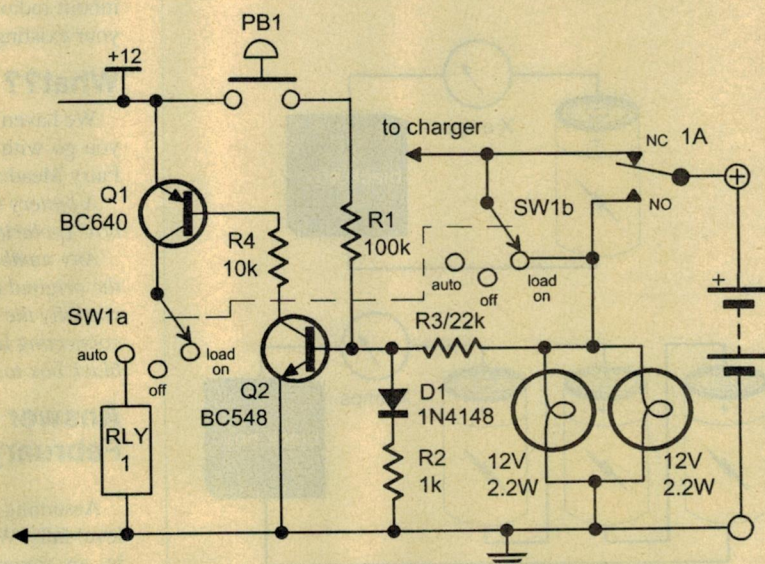 PB1
+12
to charger
NC
1A
Q1
BC640
SW1b
NO
R4
10k
R1
100k
auto
off
load
on
SW1a
R3/22k
auto
off
load
on
Q2
BC548
D1
1N4148
RLY
1
R2
1k
12V
2.2W
12V
2.2W
+
+